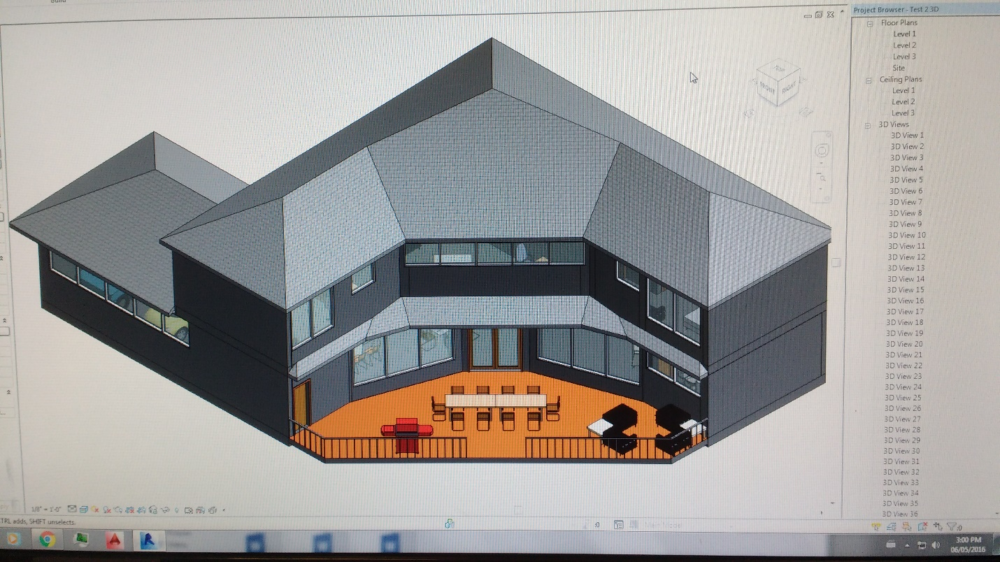 Build
Project Browser - Test 2 3D
Floor Plans
Level 1
Level 2
Level 3
Site
Ceiling Plans
Level 1
Level 2
Level 3
3D Views
3D View 1
3D View 2
3D View 3
3D View 4
3D View 5
3D View 6
3D View 7
3D View 8
3D View 9
3D View 10
3D View 11
3D View 12
3D View 13
3D View 14
3D View 15
3D View 16
3D View 17
3D View 18
3D View 19
3D View 20
3D View 21
3D View 22
3D View 23
3D View 24
3D View 25
3D View 26
3D View 27
3D View 28
3D View 29
3D View 30
3D View 31
3D View 32
3D View 33
3D View 34
3D View 35
3D View 36
TOP
FRONT
RIGHT
1/8" = 1'-0"
TRL adds, SHIFT unselects.
:0
Main Model
:0
3:00 PM
06/05/2016